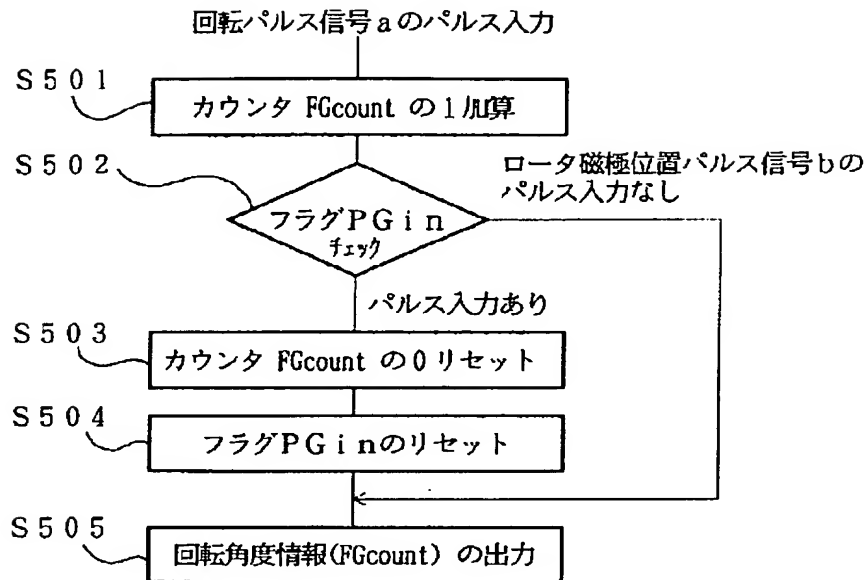 回転パルス信号aのパルス入力
S501
カウンタ FGcount の1加算
S502
ロータ磁極位置パルス信号bの
パルス入力なし
フラグPGin
チェック
パルス入力あり
S503
カウンタ FGcount の0リセット
S504
フラグPGinのリセット
S505
回転角度情報(FGcount) の出力